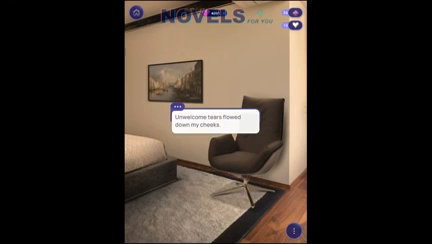 NOVELS
FOR YOU
Unwelcome tears flowed
down my cheeks.